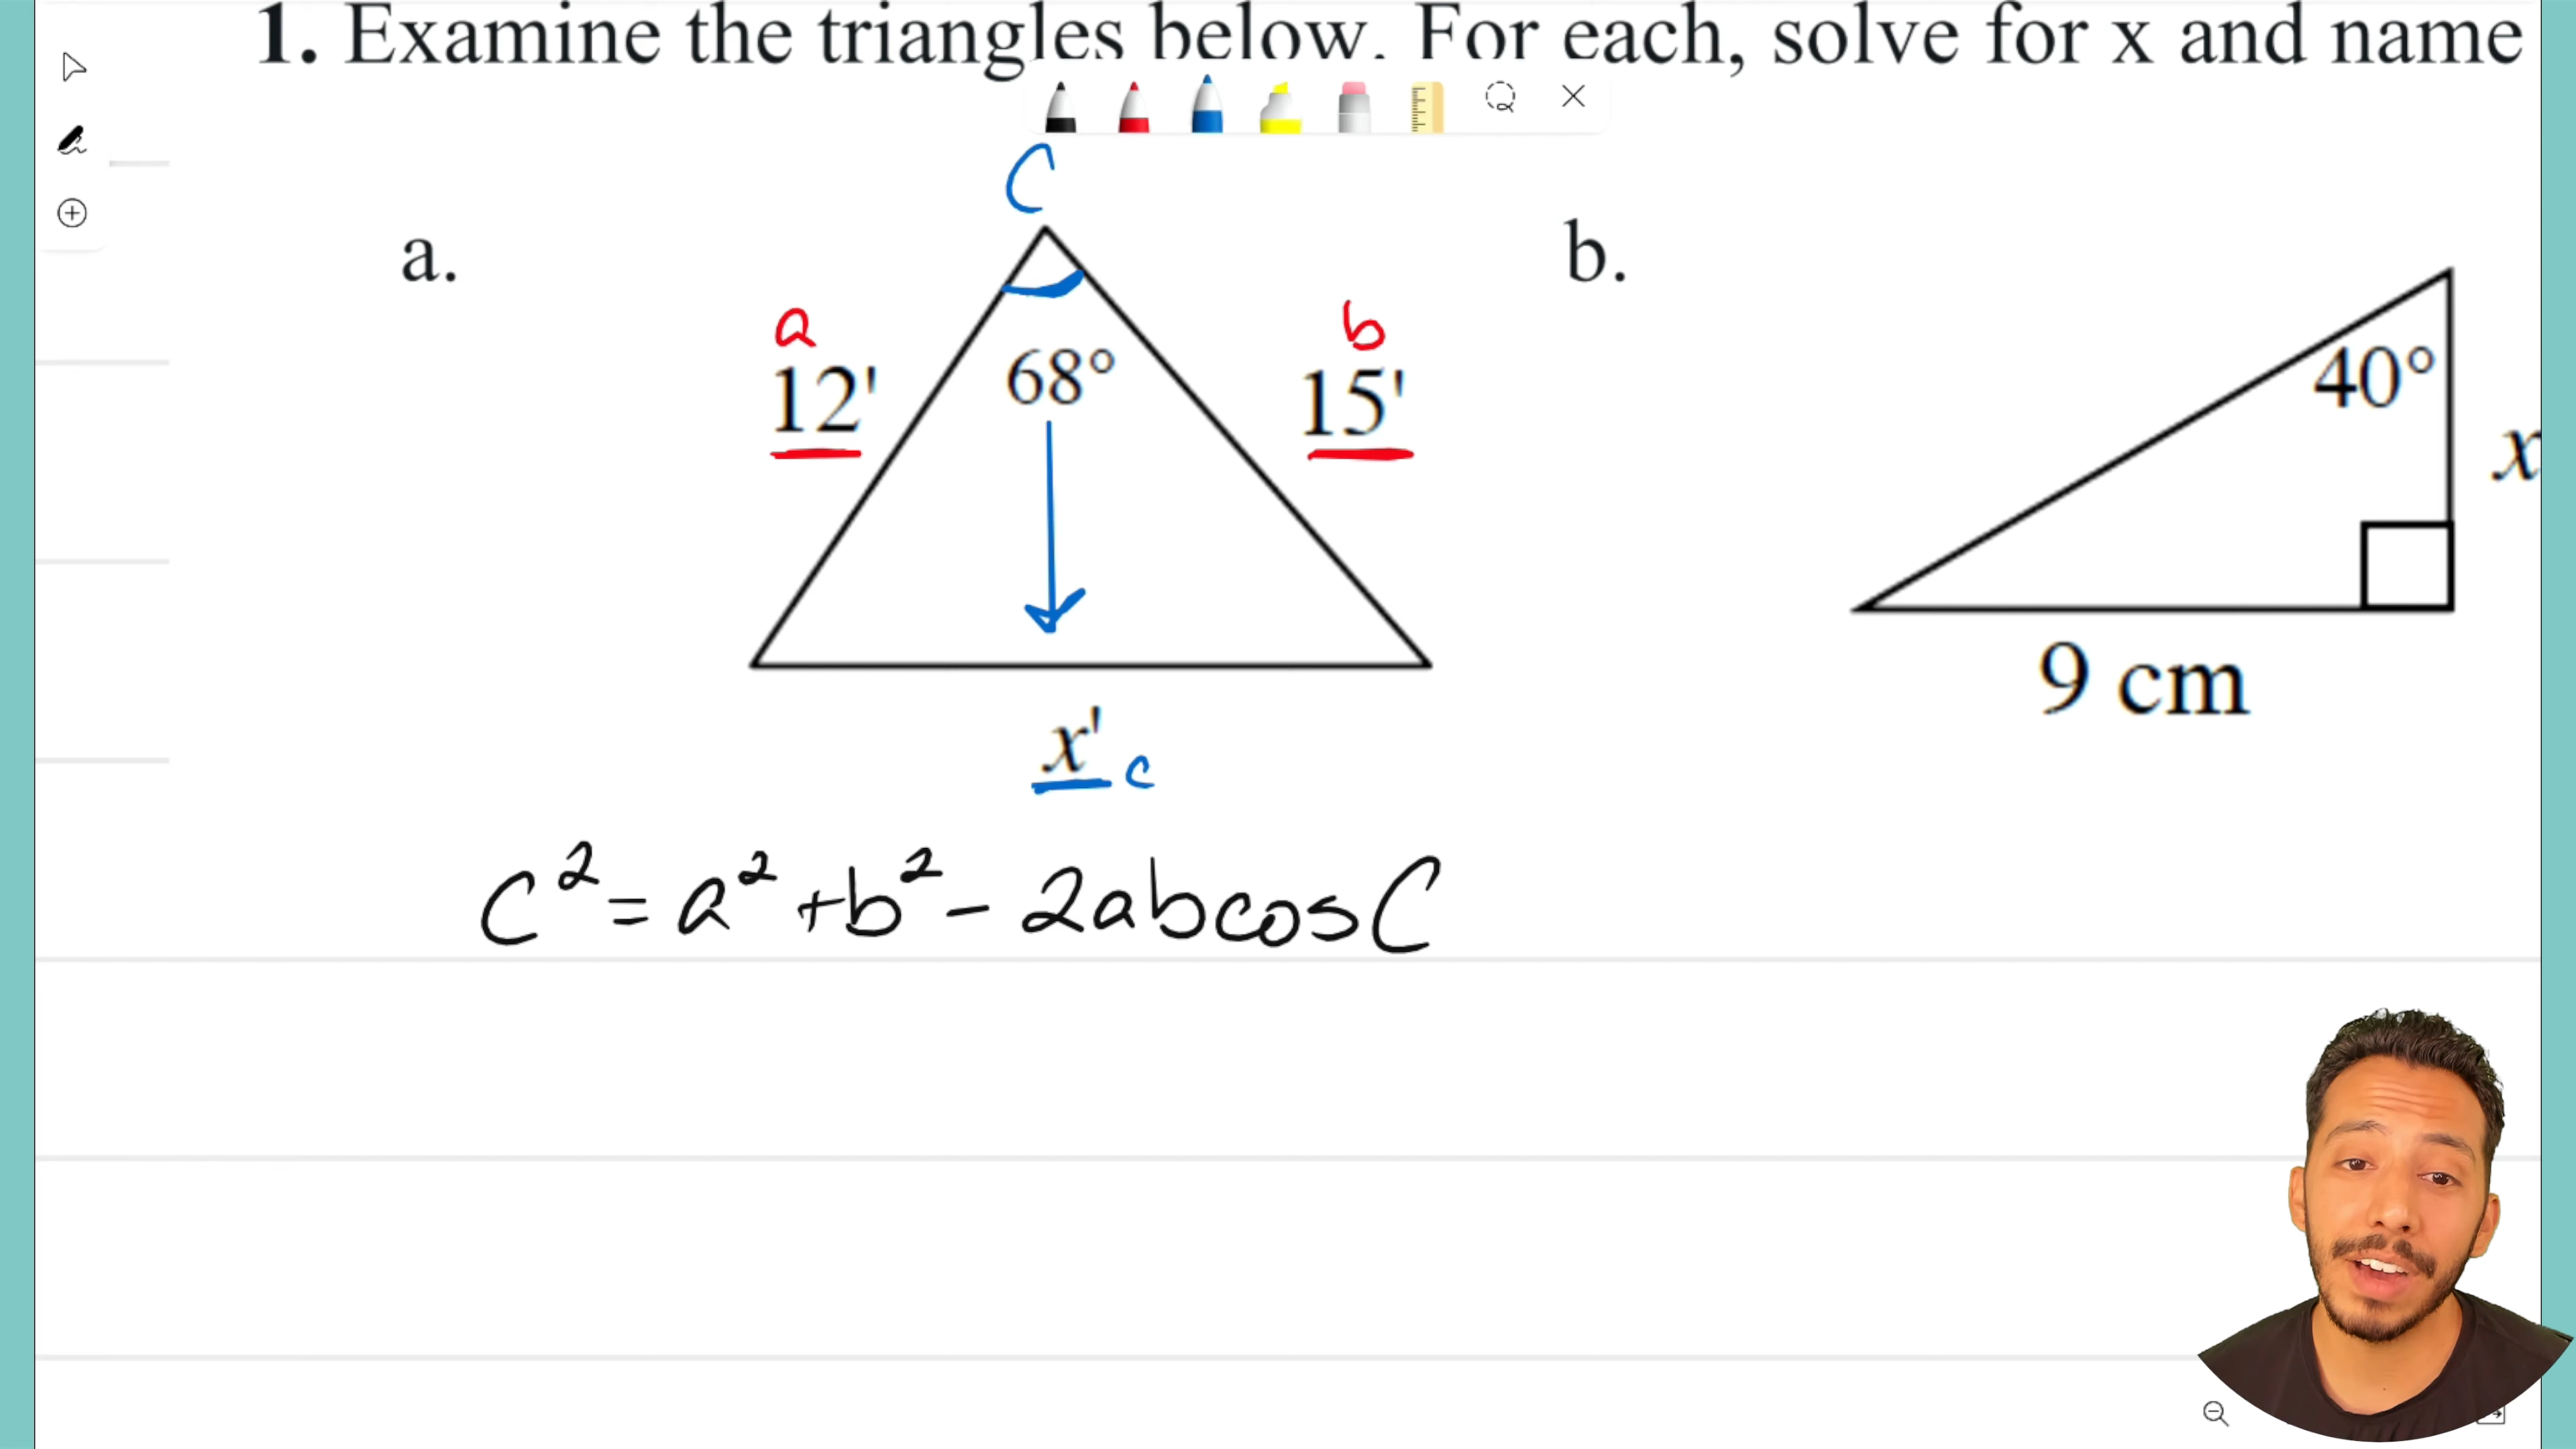 1. Examine the triangles below. For each, solve for x and name
C
a.
b.
a
b
12'
68°
15'
40°
x
9 cm
x' c
c² = a² + b² - 2abcosC